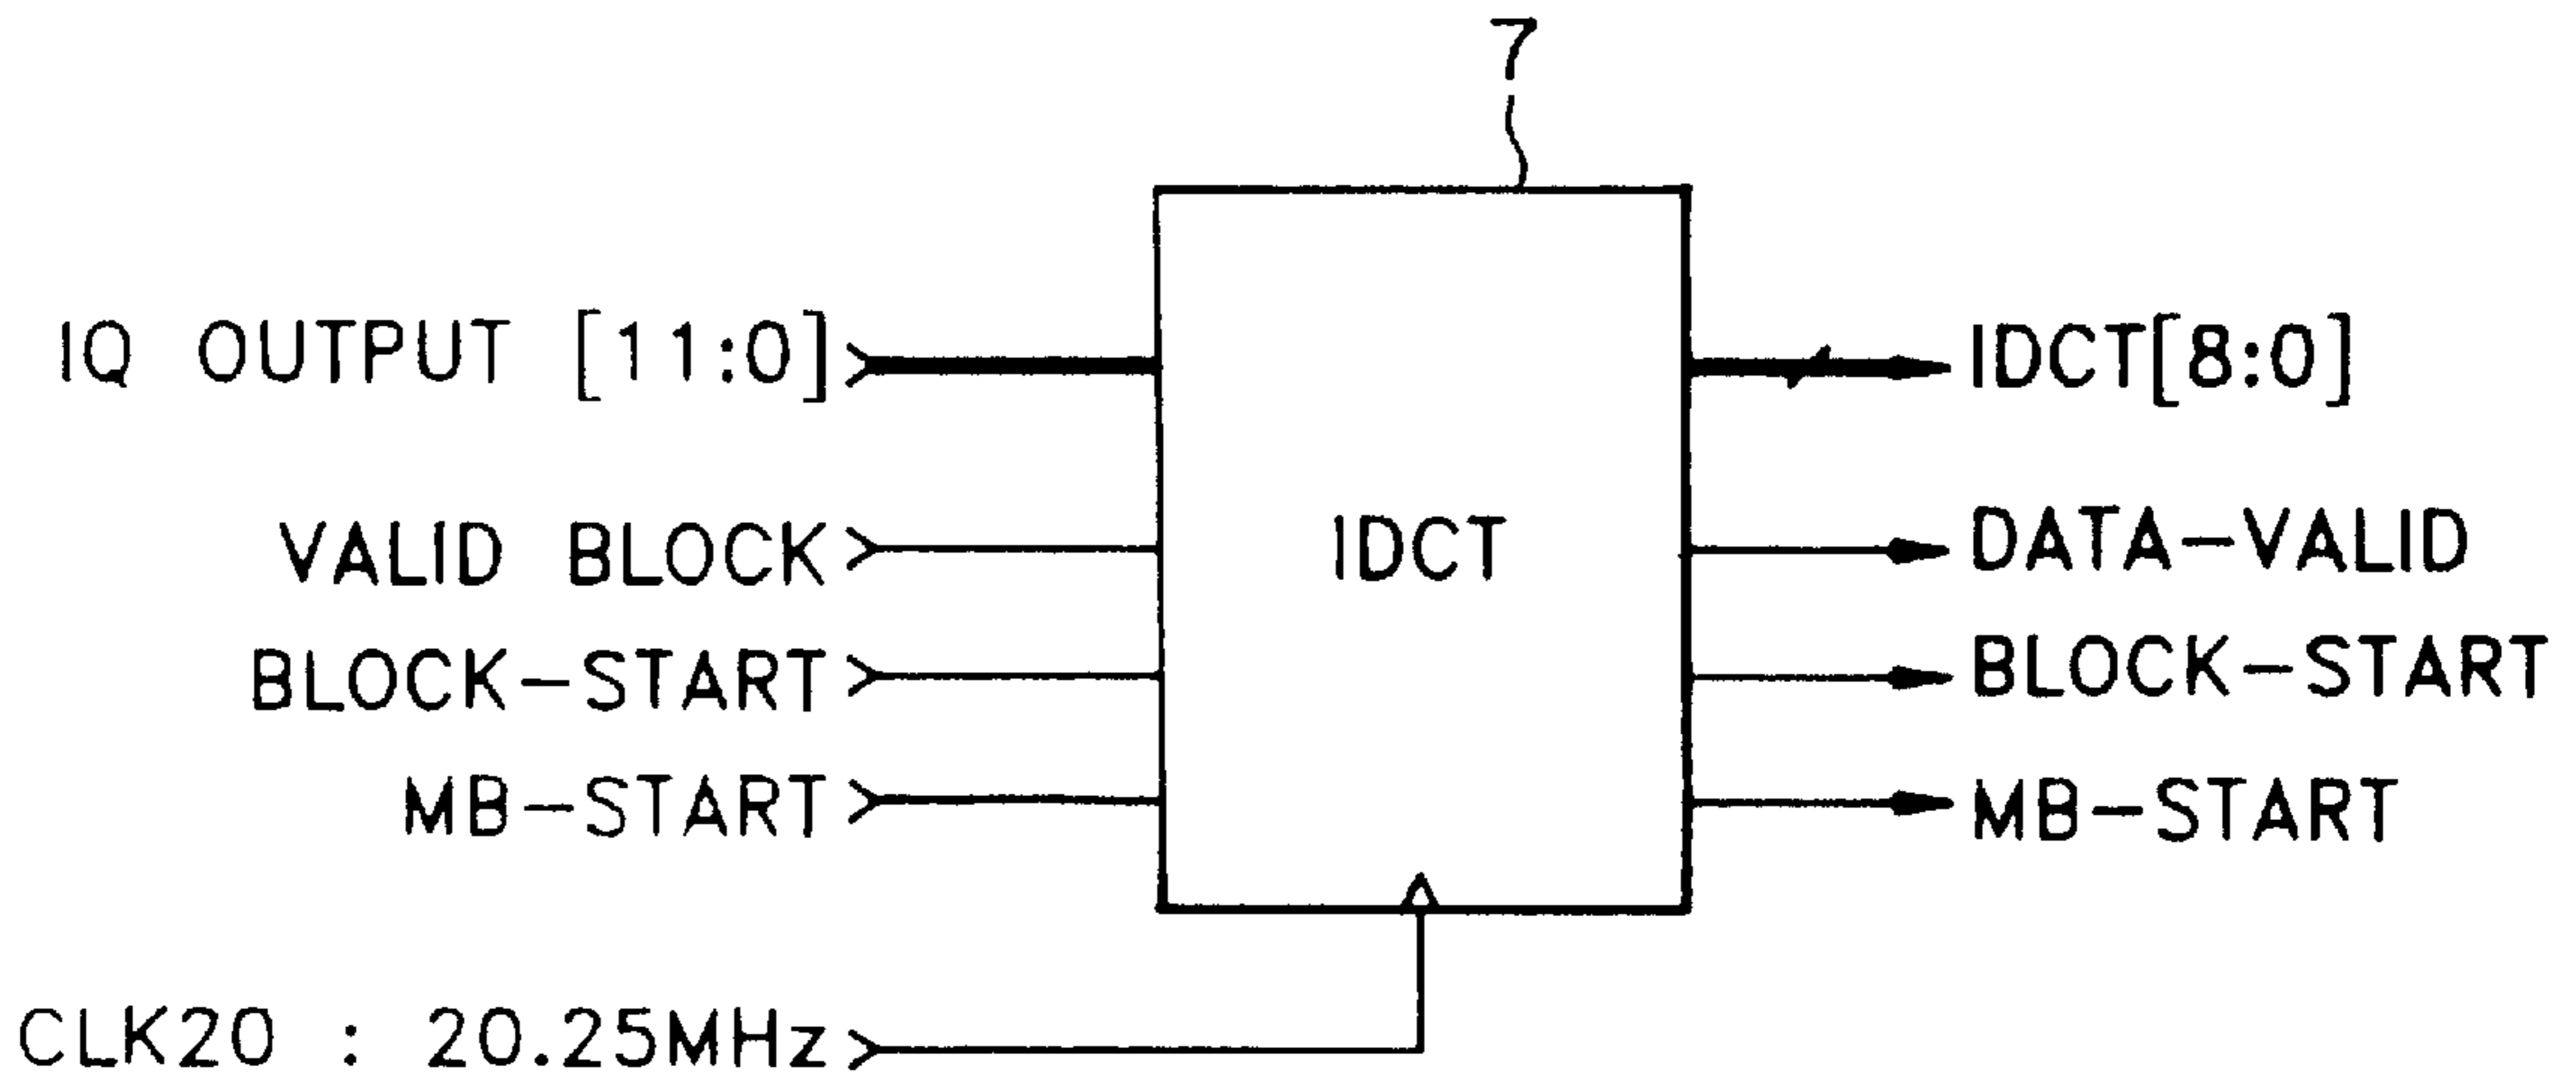 7
IQ OUTPUT [11:0]
IDCT[8:0]
VALID BLOCK
IDCT
DATA-VALID
BLOCK-START
BLOCK-START
MB-START
MB-START
CLK20 : 20.25MHz